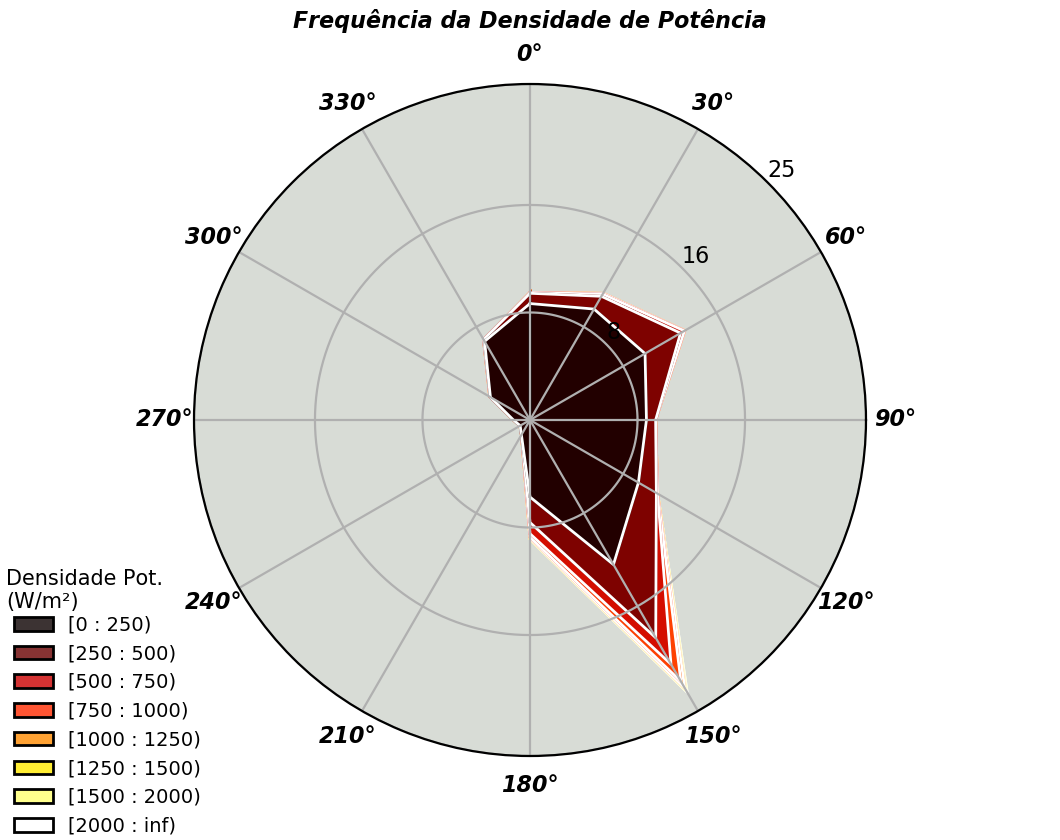 Frequência da Densidade de Potência
0°
330°
30°
25
300°
60°
16
8
270°
90°
Densidade Pot.
(W/m²)
240°
120°
[0 : 250)
[250 : 500)
[500 : 750)
[750 : 1000)
210°
150°
[1000 : 1250)
[1250 : 1500)
180°
[1500 : 2000)
[2000 : inf)